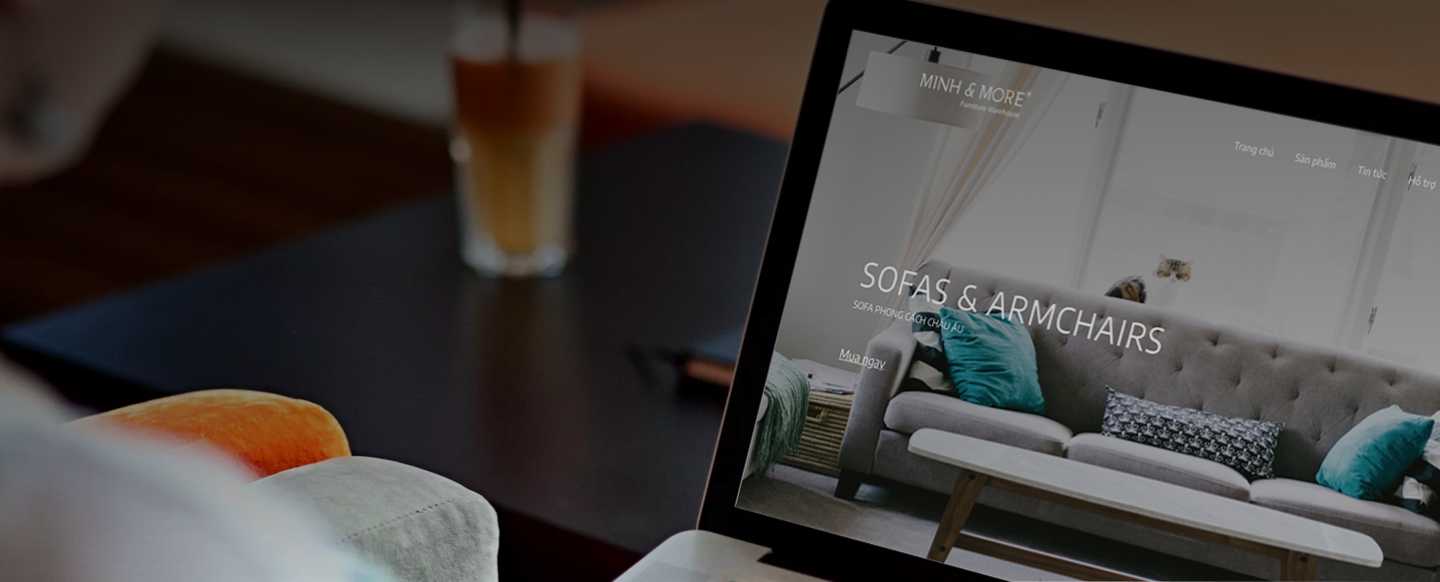 MINH & MORE®
Furniture Warehouse
Trang chủ Sản phẩm Tin tức Hỗ trợ
SOFAS & ARMCHAIRS
SOFA PHONG CÁCH CHÂU ÂU
Mua ngay